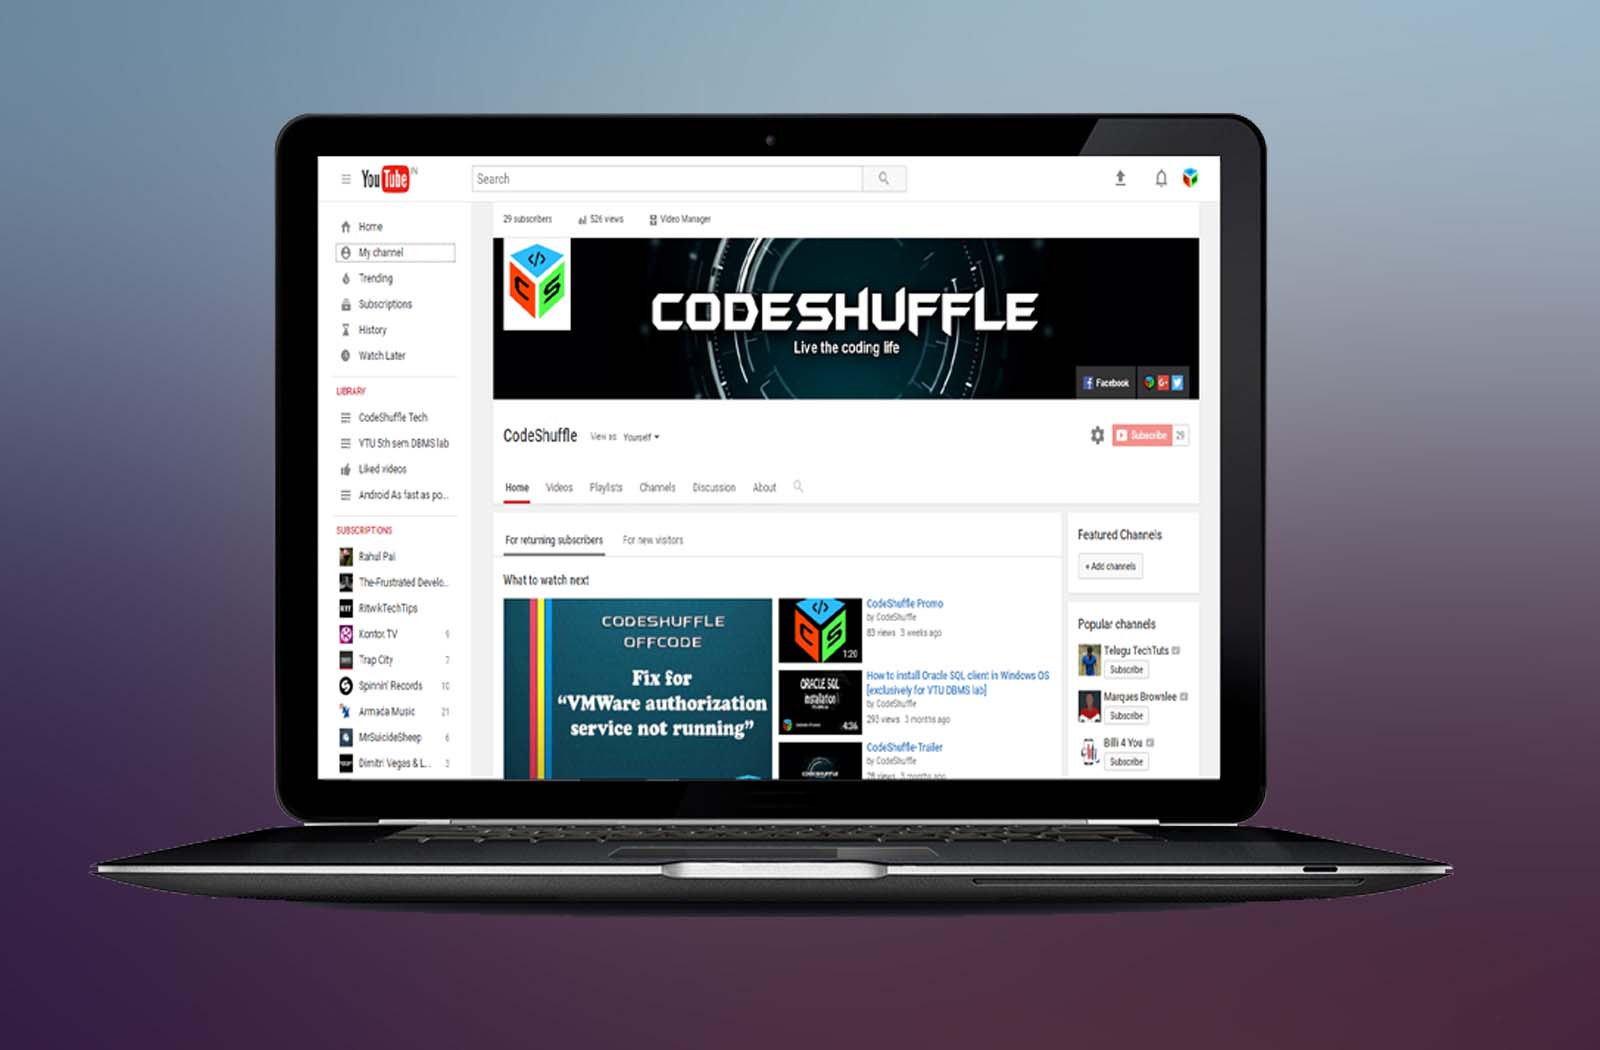 YouTube IN
Search
29 subscribers 526 views Video Manager
Home
My channel
Trending
Subscriptions
History
Watch Later
LIBRARY
CodeShuffle Tech
VTU 5th sem DBMS lab
Liked videos
Android As fast as po...
SUBSCRIPTIONS
Rahul Pai
The-Frustrated Develo...
RitwikTechTips
Kontor.TV 9
Trap City 7
Spinnin' Records 10
Armada Music 21
MrSuicideSheep 6
Dimitri Vegas & L... 3
</>
C S
CODESHUFFLE
Live the coding life
Facebook
CodeShuffle View as: Yourself
Subscribe 29
Home Videos Playlists Channels Discussion About
For returning subscribers For new visitors
What to watch next
CODESHUFFLE
OFFCODE
Fix for
“VMWare authorization
service not running”
</>
C S
1:20
CodeShuffle Promo
by CodeShuffle
83 views 3 weeks ago
ORACLE SQL
installation
4:36
How to install Oracle SQL client in Windows OS
[exclusively for VTU DBMS lab]
by CodeShuffle
293 views 3 months ago
CODESHUFFLE
CodeShuffle-Trailer
by CodeShuffle
28 views 3 months ago
Featured Channels
+ Add channels
Popular channels
Telugu TechTuts
Subscribe
Marques Brownlee
Subscribe
Billi 4 You
Subscribe